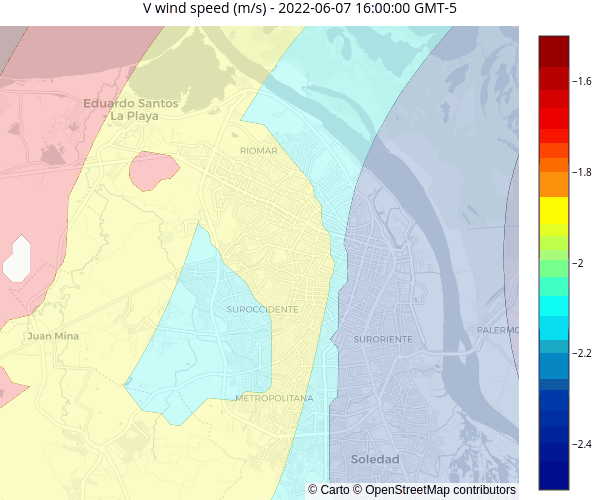 V wind speed (m/s) - 2022-06-07 16:00:00 GMT-5
Eduardo Santos
La Playa
RIOMAR
SUROCCIDENTE
Juan Mina
SURORIENTE
PALERMO
METROPOLITANA
Soledad
© Carto © OpenStreetMap contributors
−1.6
−1.8
−2
−2.2
−2.4